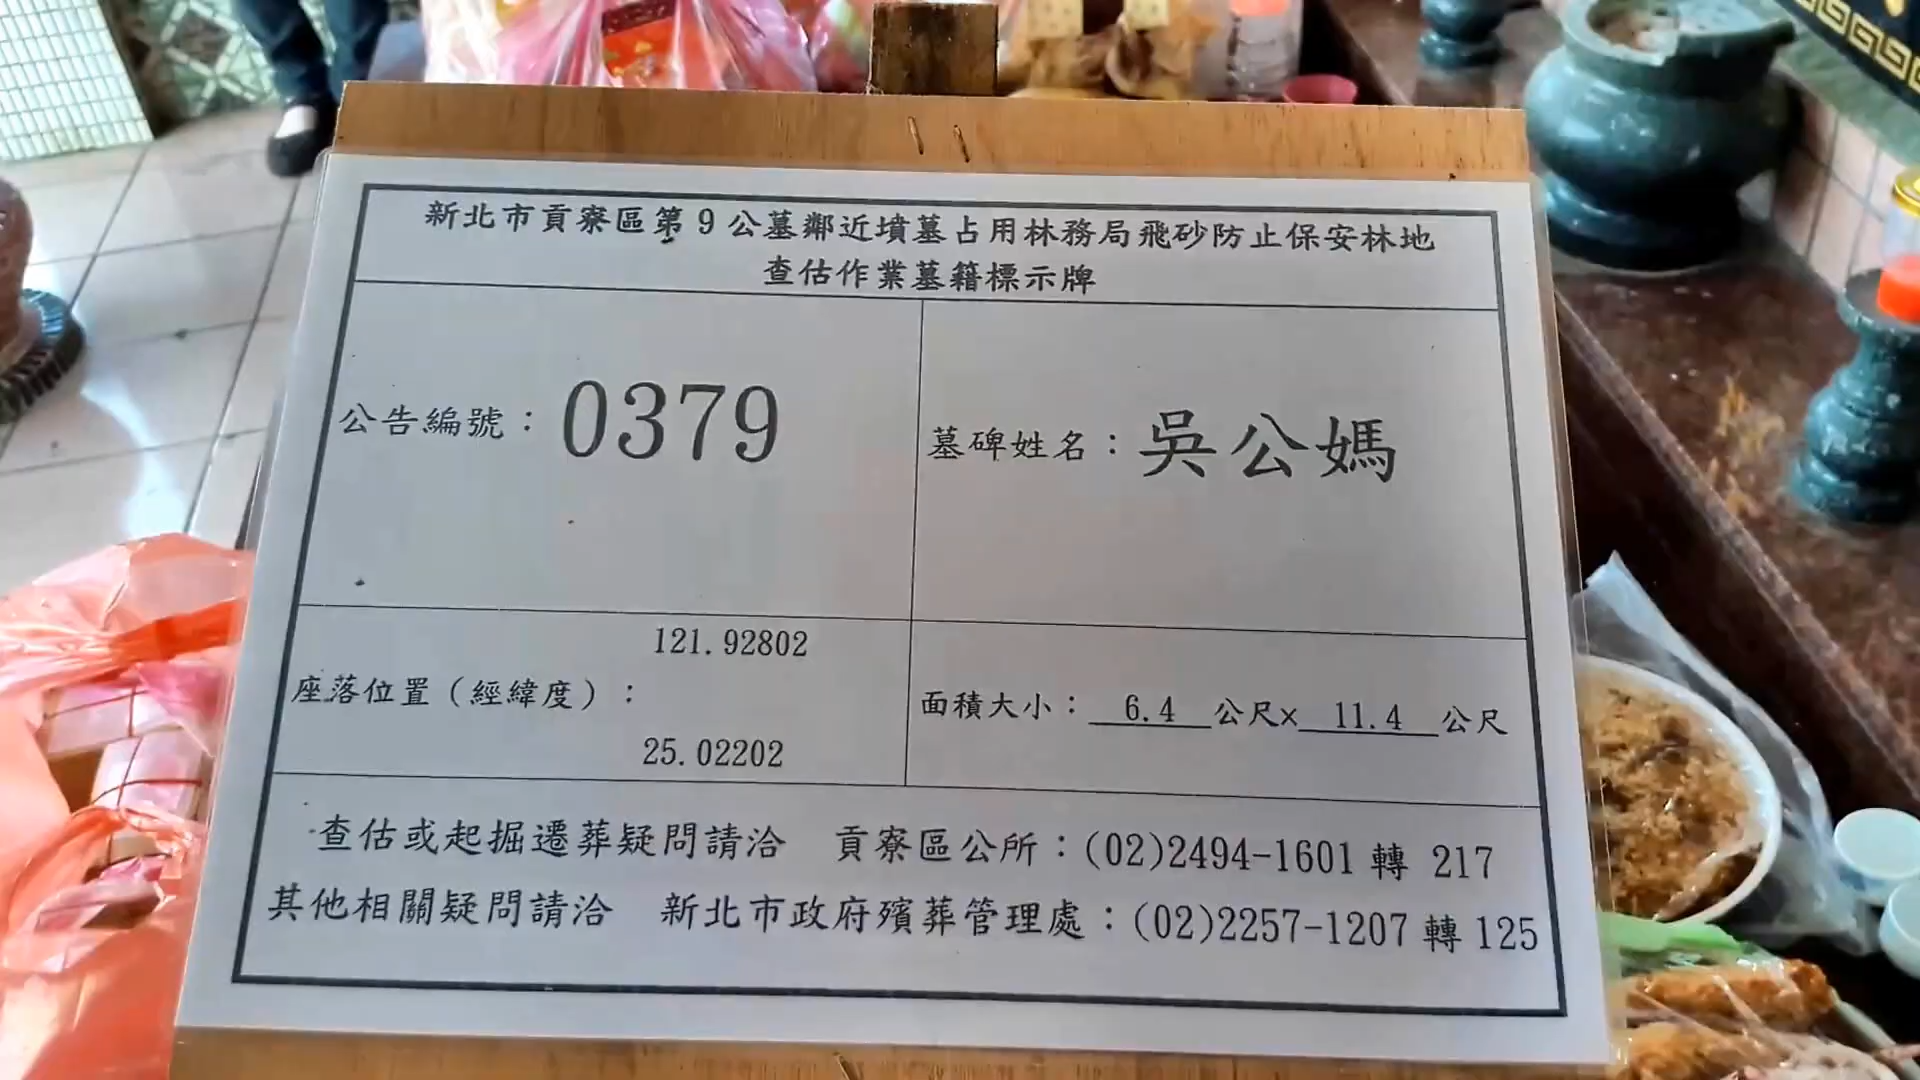 新北市貢寮區第9公墓鄰近墳墓占用林務局飛砂防止保安林地
查估作業墓籍標示牌
公告編號：0379
墓碑姓名：吳公媽
121.92802
座落位置（經緯度）：
25.02202
面積大小：6.4公尺×11.4公尺
查估或起掘遷葬疑問請洽 貢寮區公所：(02)2494-1601 轉 217
其他相關疑問請洽 新北市政府殯葬管理處：(02)2257-1207 轉 125